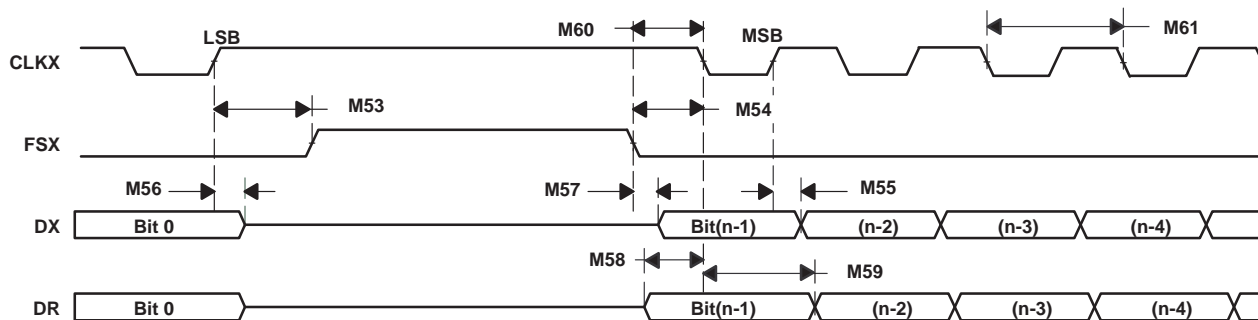 LSB M60 MSB M61
CLKX
M53 M54
FSX
M56 M57 M55
DX Bit 0 Bit(n-1) (n-2) (n-3) (n-4)
M58 M59
DR Bit 0 Bit(n-1) (n-2) (n-3) (n-4)